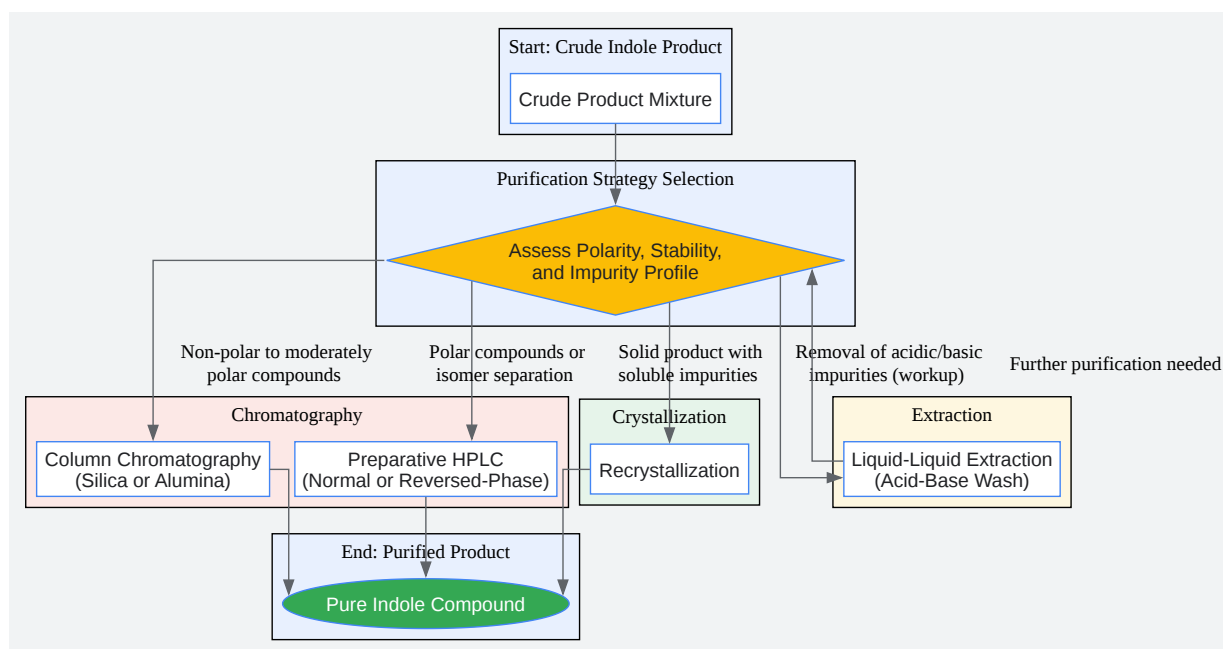 Start: Crude Indole Product
Crude Product Mixture
Purification Strategy Selection
Assess Polarity, Stability,
and Impurity Profile
Non-polar to moderately
polar compounds
Polar compounds or
isomer separation
Solid product with
soluble impurities
Removal of acidic/basic
impurities (workup)
Further purification needed
Chromatography
Column Chromatography
(Silica or Alumina)
Preparative HPLC
(Normal or Reversed-Phase)
Crystallization
Recrystallization
Extraction
Liquid-Liquid Extraction
(Acid-Base Wash)
End: Purified Product
Pure Indole Compound